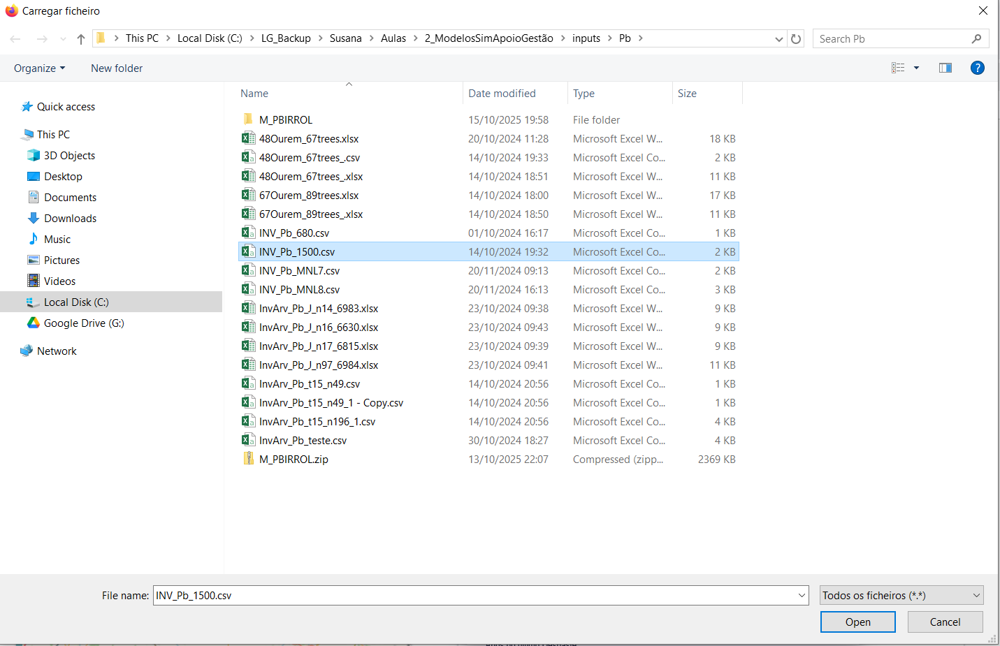 Carregar ficheiro
This PC > Local Disk (C:) > LG_Backup > Susana > Aulas > 2_ModelosSimApoioGestão > inputs > Pb >
Search Pb
Organize
New folder
Name Date modified Type Size
Quick access
This PC
3D Objects
Desktop
Documents
Downloads
Music
Pictures
Videos
Local Disk (C:)
Google Drive (G:)
Network
M_PBIRROL 15/10/2025 19:58 File folder
48Ourem_67trees.xlsx 20/10/2024 11:28 Microsoft Excel W... 18 KB
48Ourem_67trees_.csv 14/10/2024 19:33 Microsoft Excel Co... 2 KB
48Ourem_67trees_.xlsx 14/10/2024 18:51 Microsoft Excel W... 11 KB
67Ourem_89trees.xlsx 14/10/2024 18:00 Microsoft Excel W... 17 KB
67Ourem_89trees_.xlsx 14/10/2024 18:50 Microsoft Excel W... 11 KB
INV_Pb_680.csv 01/10/2024 16:17 Microsoft Excel Co... 1 KB
INV_Pb_1500.csv 14/10/2024 19:32 Microsoft Excel Co... 2 KB
INV_Pb_MNL7.csv 20/11/2024 09:13 Microsoft Excel Co... 2 KB
INV_Pb_MNL8.csv 20/11/2024 16:13 Microsoft Excel Co... 3 KB
InvArv_Pb_J_n14_6983.xlsx 23/10/2024 09:38 Microsoft Excel W... 9 KB
InvArv_Pb_J_n16_6630.xlsx 23/10/2024 09:43 Microsoft Excel W... 9 KB
InvArv_Pb_J_n17_6815.xlsx 23/10/2024 09:39 Microsoft Excel W... 9 KB
InvArv_Pb_J_n97_6984.xlsx 23/10/2024 09:41 Microsoft Excel W... 11 KB
InvArv_Pb_t15_n49.csv 14/10/2024 20:56 Microsoft Excel Co... 1 KB
InvArv_Pb_t15_n49_1 - Copy.csv 14/10/2024 20:56 Microsoft Excel Co... 1 KB
InvArv_Pb_t15_n196_1.csv 14/10/2024 20:56 Microsoft Excel Co... 4 KB
InvArv_Pb_teste.csv 30/10/2024 18:27 Microsoft Excel Co... 4 KB
M_PBIRROL.zip 13/10/2025 22:07 Compressed (zipp... 2369 KB
File name: INV_Pb_1500.csv
Todos os ficheiros (*.*)
Open
Cancel